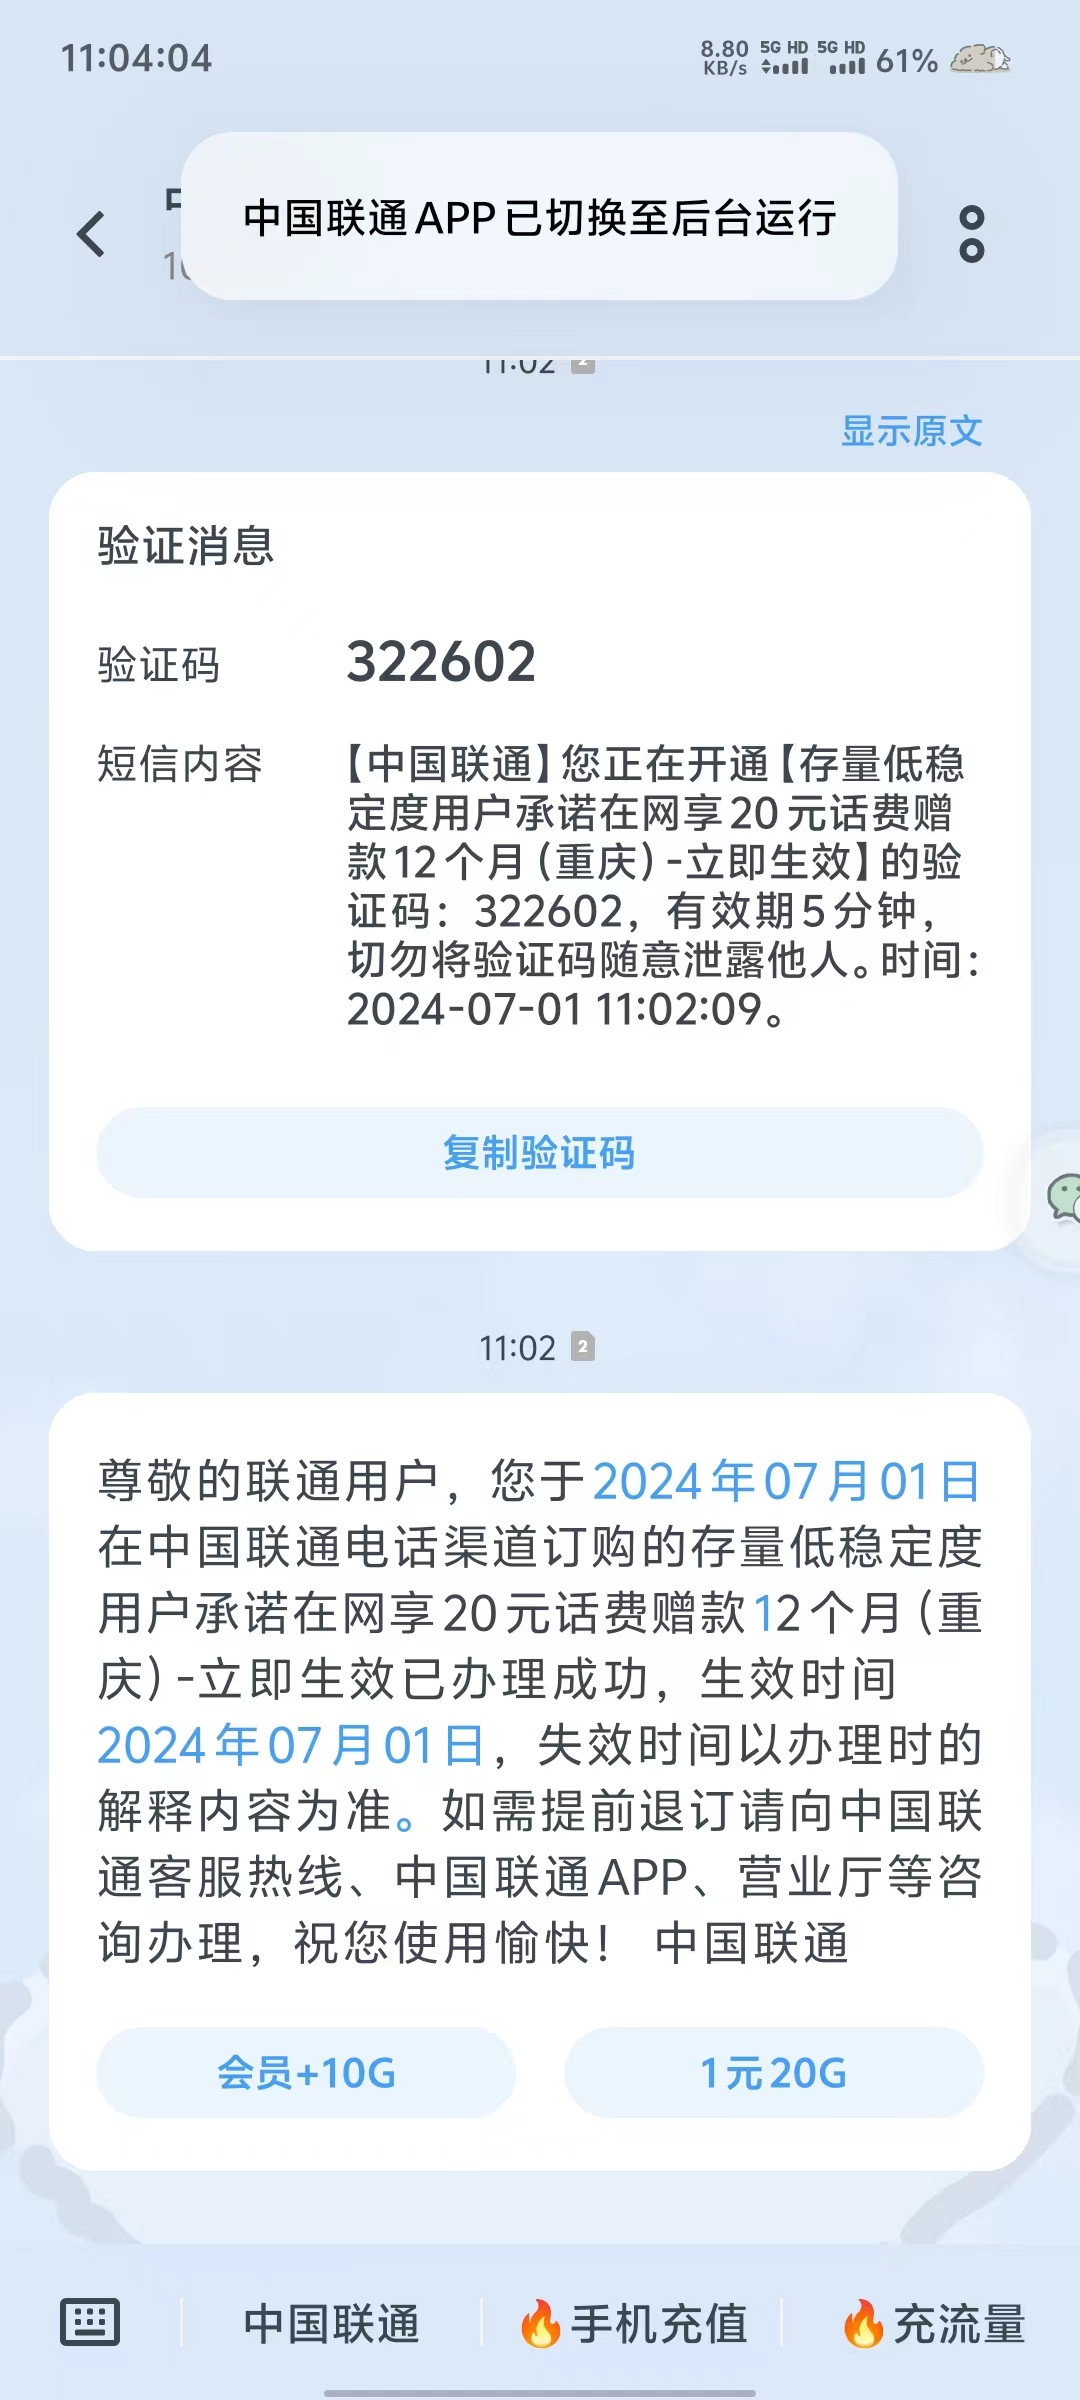 11:04:04
8.80 KB/s 5G HD 5G HD 61%
中国联通APP已切换至后台运行
11:02 2
显示原文
验证消息
验证码 322602
短信内容 【中国联通】您正在开通【存量低稳
定度用户承诺在网享20元话费赠
款12个月(重庆)-立即生效】的验
证码：322602，有效期5分钟，
切勿将验证码随意泄露他人。时间：
2024-07-01 11:02:09。
复制验证码
11:02 2
尊敬的联通用户，您于2024年07月01日
在中国联通电话渠道订购的存量低稳定度
用户承诺在网享20元话费赠款12个月(重
庆)-立即生效已办理成功，生效时间
2024年07月01日，失效时间以办理时的
解释内容为准。如需提前退订请向中国联
通客服热线、中国联通APP、营业厅等咨
询办理，祝您使用愉快！ 中国联通
会员+10G 1元20G
中国联通 🔥手机充值 🔥充流量